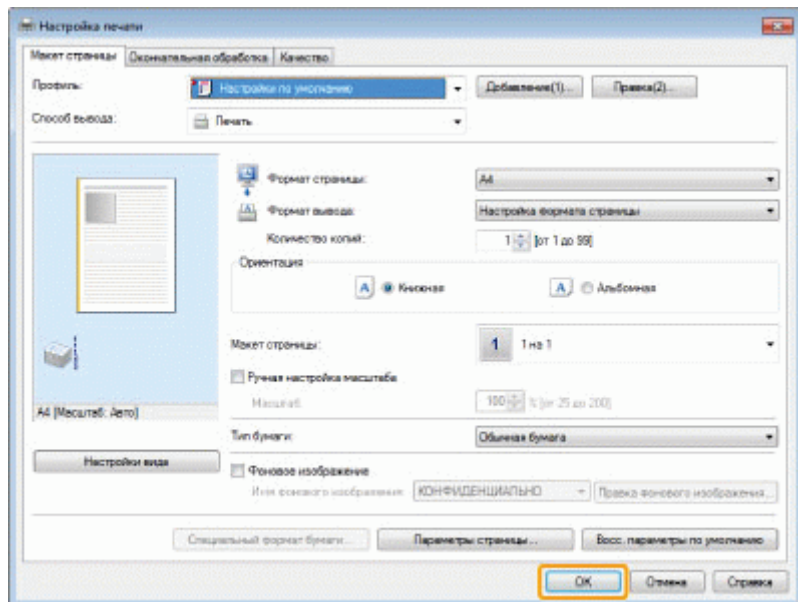 Настройка печати
Макет страницы Окончательная обработка Качество
Профиль: Настройки по умолчанию Добавление(1)... Правка(2)...
Способ вывода: Печать
Формат страницы: A4
Формат вывода: Настройка формата страницы
Количество копий: 1 [от 1 до 99]
Ориентация
A Книжная A Альбомная
Макет страницы: 1 1 на 1
Ручная настройка масштаба
Масштаб: 100 % [от 25 до 200]
A4 [Масштаб: Авто]
Тип бумаги: Обычная бумага
Настройки вида
Фоновое изображение
Имя фонового изображения: КОНФИДЕНЦИАЛЬНО Правка фонового изображения...
Специальный формат бумаги... Параметры страницы... Восс. параметры по умолчанию
OK Отмена Справка